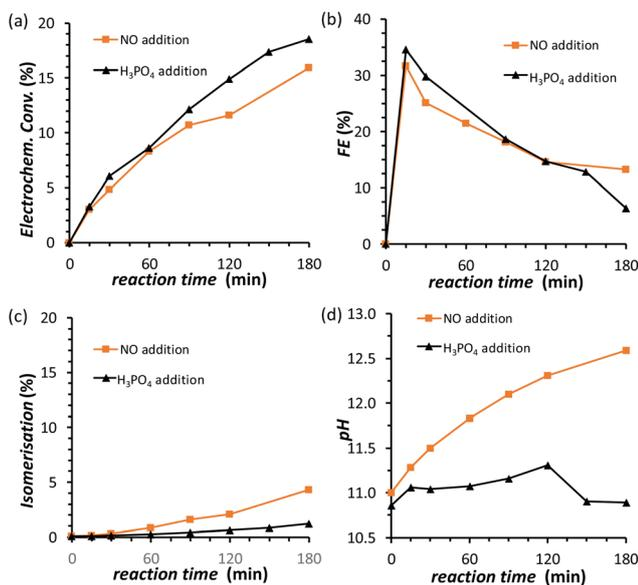 (a)
20
15
10
5
0
Electrochem. Conv. (%)
NO addition
H₃PO₄ addition
0 60 120 180
reaction time (min)
(b)
40
30
20
10
0
FE (%)
NO addition
H₃PO₄ addition
0 60 120 180
reaction time (min)
(c)
20
15
10
5
0
Isomerisation (%)
NO addition
H₃PO₄ addition
0 60 120 180
reaction time (min)
(d)
13.0
12.5
12.0
11.5
11.0
10.5
pH
NO addition
H₃PO₄ addition
0 60 120 180
reaction time (min)